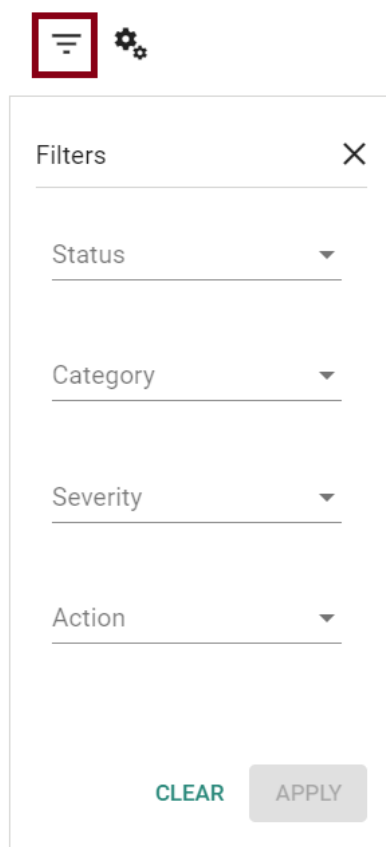 Filters
Status
Category
Severity
Action
CLEAR APPLY